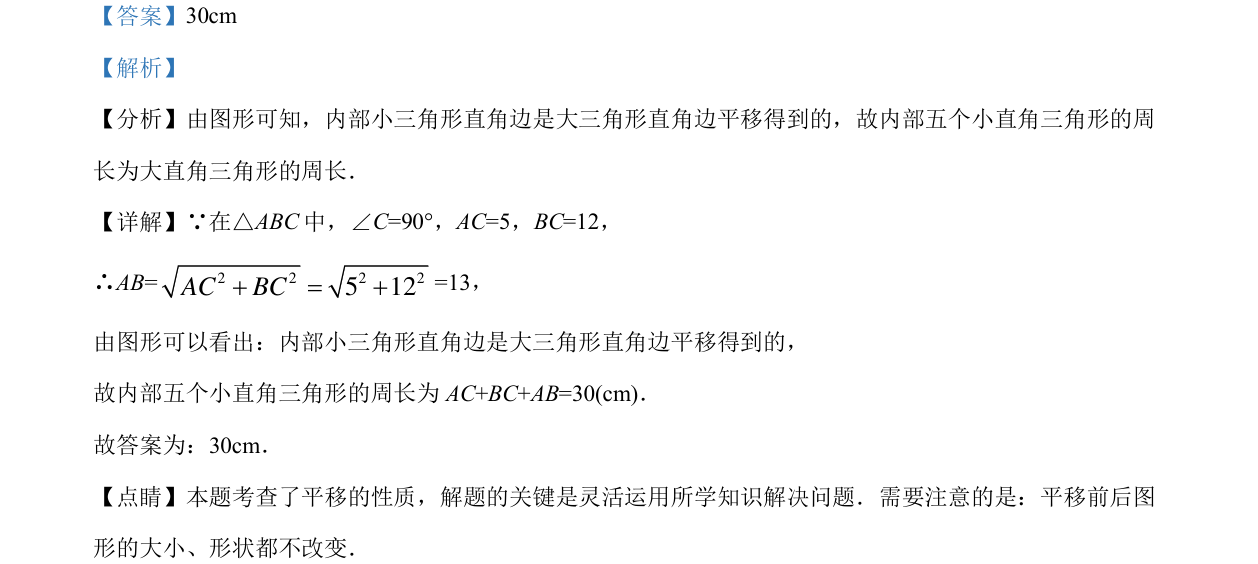 【答案】30cm
【解析】
【分析】由图形可知，内部小三角形直角边是大三角形直角边平移得到的，故内部五个小直角三角形的周
长为大直角三角形的周长．
【详解】∵在△ABC中，∠C=90°，AC=5，BC=12，
∴AB=√(AC²+BC²)=√(5²+12²)=13，
由图形可以看出：内部小三角形直角边是大三角形直角边平移得到的，
故内部五个小直角三角形的周长为AC+BC+AB=30(cm)．
故答案为：30cm．
【点睛】本题考查了平移的性质，解题的关键是灵活运用所学知识解决问题．需要注意的是：平移前后图
形的大小、形状都不改变．